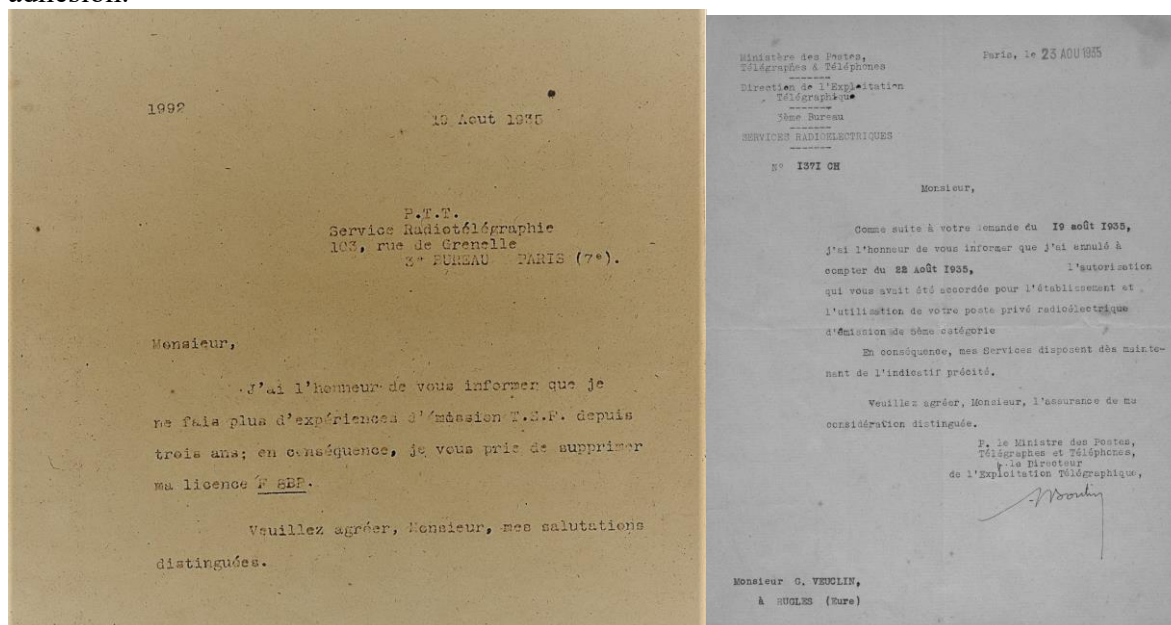 adhésion.
1992
19 Aout 1935
P.T.T.
Service Radiotélégraphie
103, rue de Grenelle
3° BUREAU PARIS (7°).
Monsieur,
J'ai l'honneur de vous informer que je
ne fais plus d'expériences d'émission T.S.F. depuis
trois ans; en conséquence, je vous prie de supprimer
ma licence F 8BP.
Veuillez agréer, Monsieur, mes salutations
distinguées.
Ministère des Postes,
Télégraphes & Téléphones
Direction de l'Exploitation
Télégraphique
3ème Bureau
SERVICES RADIOELECTRIQUES
N° I37I CH
Paris, le 23 AOU 1935
Monsieur,
Comme suite à votre demande du I9 août I935,
j'ai l'honneur de vous informer que j'ai annulé à
compter du 22 Août I935, l'autorisation
qui vous avait été accordée pour l'établissement et
l'utilisation de votre poste privé radioélectrique
d'émission de 5ème catégorie
En conséquence, mes Services disposent dès mainte-
nant de l'indicatif précité.
Veuillez agréer, Monsieur, l'assurance de ma
considération distinguée.
P. le Ministre des Postes,
Télégraphes et Téléphones,
le Directeur
de l'Exploitation Télégraphique,
Monsieur G. VEUCLIN,
à RUGLES (Eure)